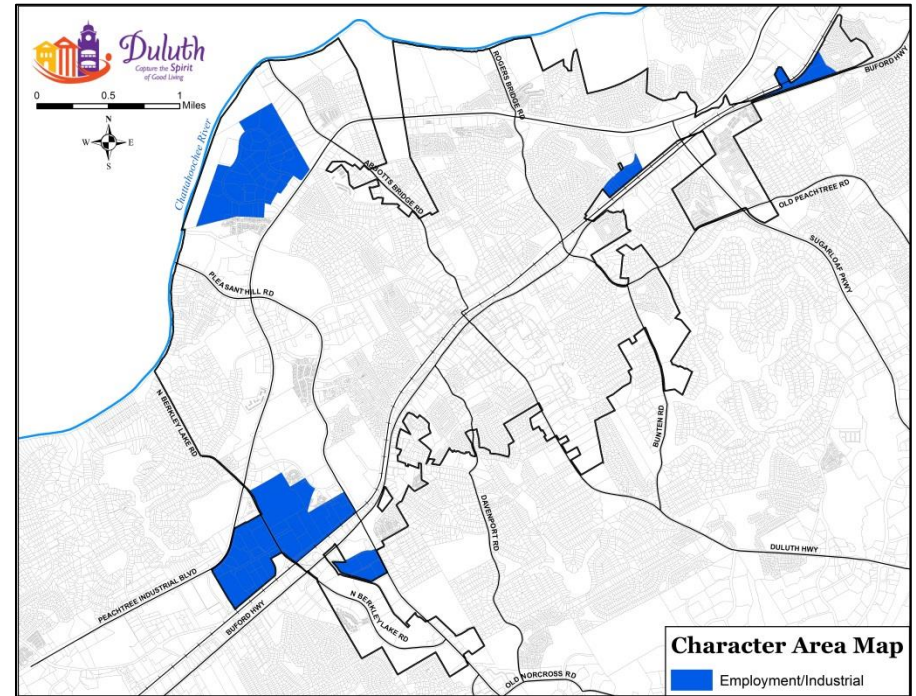 Duluth
Capture the Spirit
of Good Living
0 0.5 1
Miles
N
W E
S
Chattahoochee River
ROGERS BRIDGE RD
BUFORD HWY
ABBOTTS BRIDGE RD
OLD PEACHTREE RD
SUGARLOAF PKWY
PLEASANT HILL RD
N BERKLEY LAKE RD
BUNTEN RD
DAVENPORT RD
DULUTH HWY
PEACHTREE INDUSTRIAL BLVD
BUFORD HWY
N BERKLEY LAKE RD
OLD NORCROSS RD
Character Area Map
Employment/Industrial